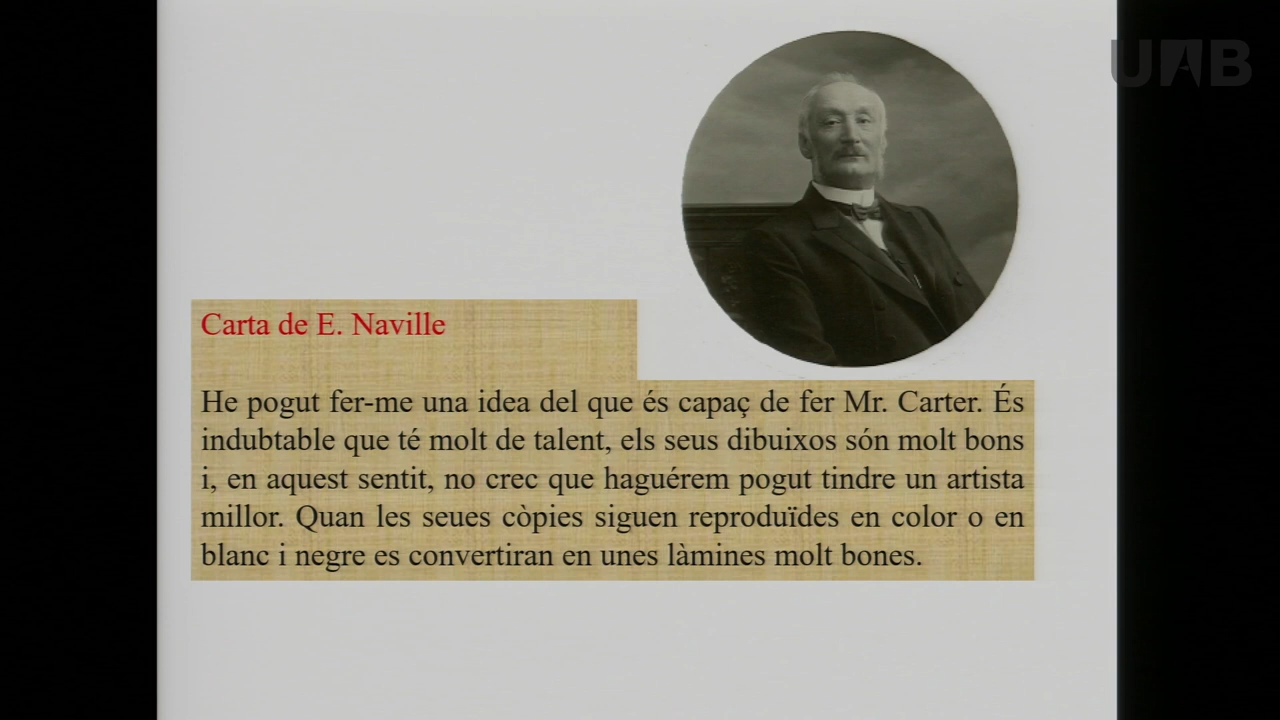 UAB
Carta de E. Naville
He pogut fer-me una idea del que és capaç de fer Mr. Carter. És
indubtable que té molt de talent, els seus dibuixos són molt bons
i, en aquest sentit, no crec que haguérem pogut tindre un artista
millor. Quan les seues còpies siguen reproduïdes en color o en
blanc i negre es convertiran en unes làmines molt bones.